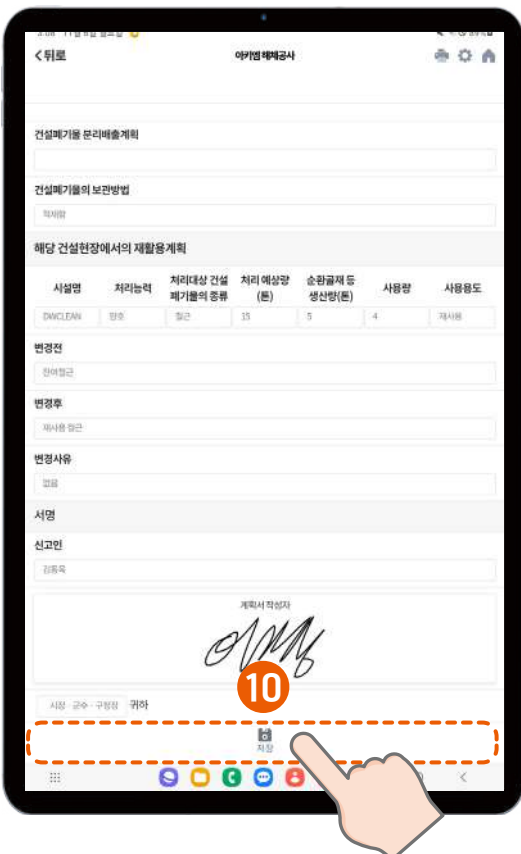 뒤로 아키엠 해체공사
건설폐기물 분리배출계획
건설폐기물의 보관방법
적재함
해당 건설현장에서의 재활용계획
시설명 처리능력 처리대상 건설 폐기물의 종류 처리 예상량 (톤) 순환골재 등 생산량(톤) 사용량 사용용도
DWCLEAN 양호 철근 15 5 4 재사용
변경전
잔여철근
변경후
재사용 철근
변경사유
없음
서명
신고인
계획서 작성자
10
시장 · 군수 · 구청장 귀하
저장